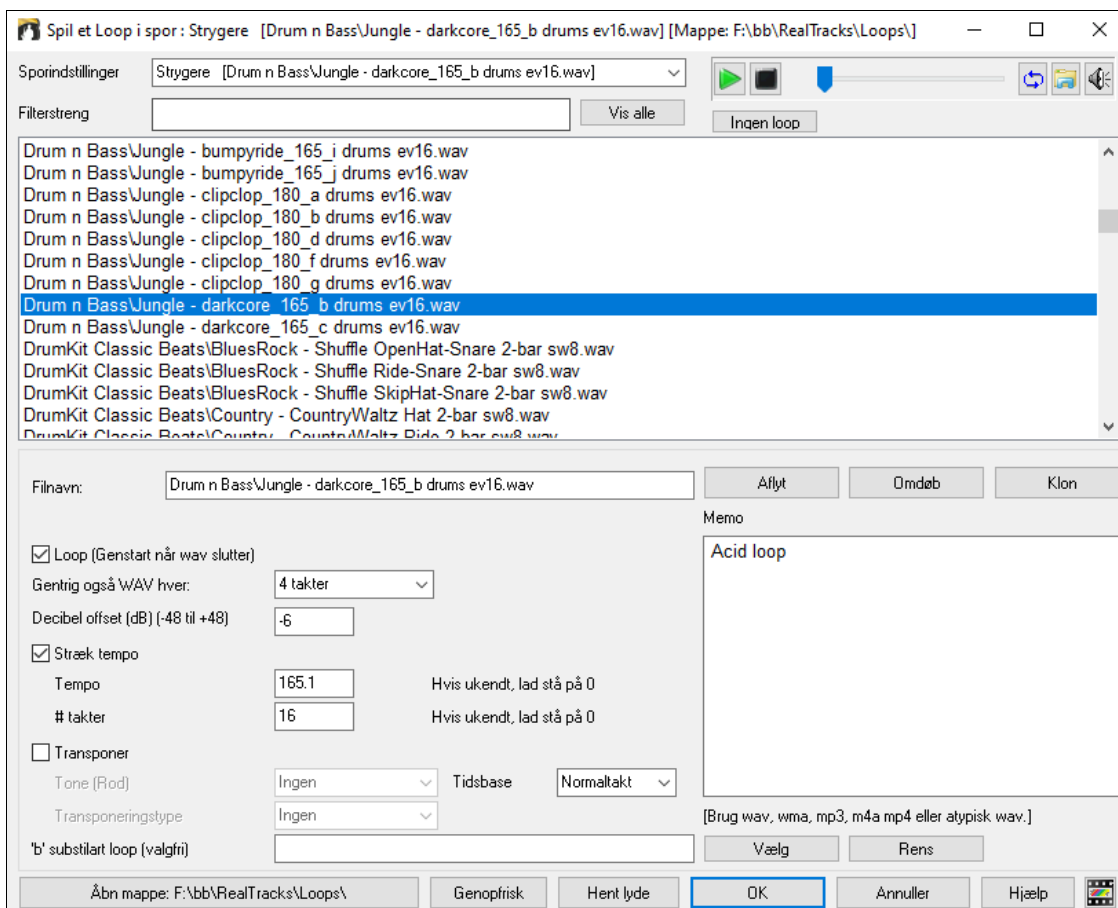 Spil et Loop i spor : Strygere [Drum n Bass\Jungle - darkcore_165_b drums ev16.wav] [Mappe: F:\bb\RealTracks\Loops\]
Sporindstillinger
Strygere [Drum n Bass\Jungle - darkcore_165_b drums ev16.wav]
Filterstreng
Vis alle
Ingen loop
Drum n Bass\Jungle - bumpyride_165_i drums ev16.wav
Drum n Bass\Jungle - bumpyride_165_j drums ev16.wav
Drum n Bass\Jungle - clipclop_180_a drums ev16.wav
Drum n Bass\Jungle - clipclop_180_b drums ev16.wav
Drum n Bass\Jungle - clipclop_180_d drums ev16.wav
Drum n Bass\Jungle - clipclop_180_f drums ev16.wav
Drum n Bass\Jungle - clipclop_180_g drums ev16.wav
Drum n Bass\Jungle - darkcore_165_b drums ev16.wav
Drum n Bass\Jungle - darkcore_165_c drums ev16.wav
DrumKit Classic Beats\BluesRock - Shuffle OpenHat-Snare 2-bar sw8.wav
DrumKit Classic Beats\BluesRock - Shuffle Ride-Snare 2-bar sw8.wav
DrumKit Classic Beats\BluesRock - Shuffle SkipHat-Snare 2-bar sw8.wav
DrumKit Classic Beats\Country - CountryWaltz Hat 2-bar sw8.wav
DrumKit Classic Beats\Country - CountryWaltz Ride 2-bar sw8.wav
Filnavn:
Drum n Bass\Jungle - darkcore_165_b drums ev16.wav
Aflyt
Omdøb
Klon
Memo
Acid loop
Loop (Genstart når wav slutter)
Gentrig også WAV hver:
4 takter
Decibel offset (dB) (-48 til +48)
-6
Stræk tempo
Tempo
165.1
Hvis ukendt, lad stå på 0
# takter
16
Hvis ukendt, lad stå på 0
Transponer
Tone (Rod)
Ingen
Tidsbase
Normaltakt
Transponeringstype
Ingen
[Brug wav, wma, mp3, m4a mp4 eller atypisk wav.]
'b' substilart loop (valgfri)
Vælg
Rens
Åbn mappe: F:\bb\RealTracks\Loops\
Genopfrisk
Hent lyde
OK
Annuller
Hjælp